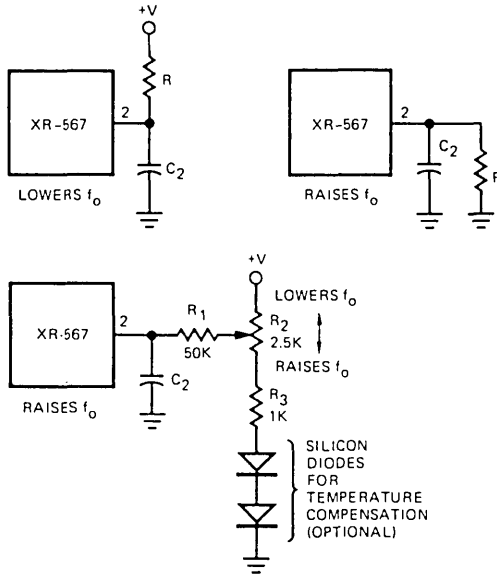 +V
R
XR-567
2
C2
LOWERS fo
XR-567
2
C2
R
RAISES fo
+V
LOWERS fo
XR-567
2
R1
50K
R2
2.5K
RAISES fo
C2
RAISES fo
R3
1K
SILICON
DIODES
FOR
TEMPERATURE
COMPENSATION
(OPTIONAL)